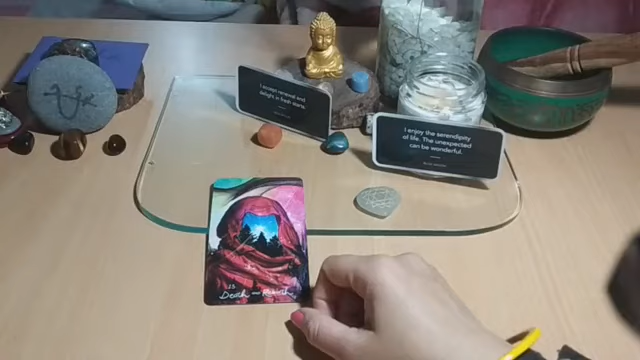 I accept renewal and
delight in fresh starts.
I enjoy the serendipity
of life. The unexpected
can be wonderful.
13
Death — Rebirth